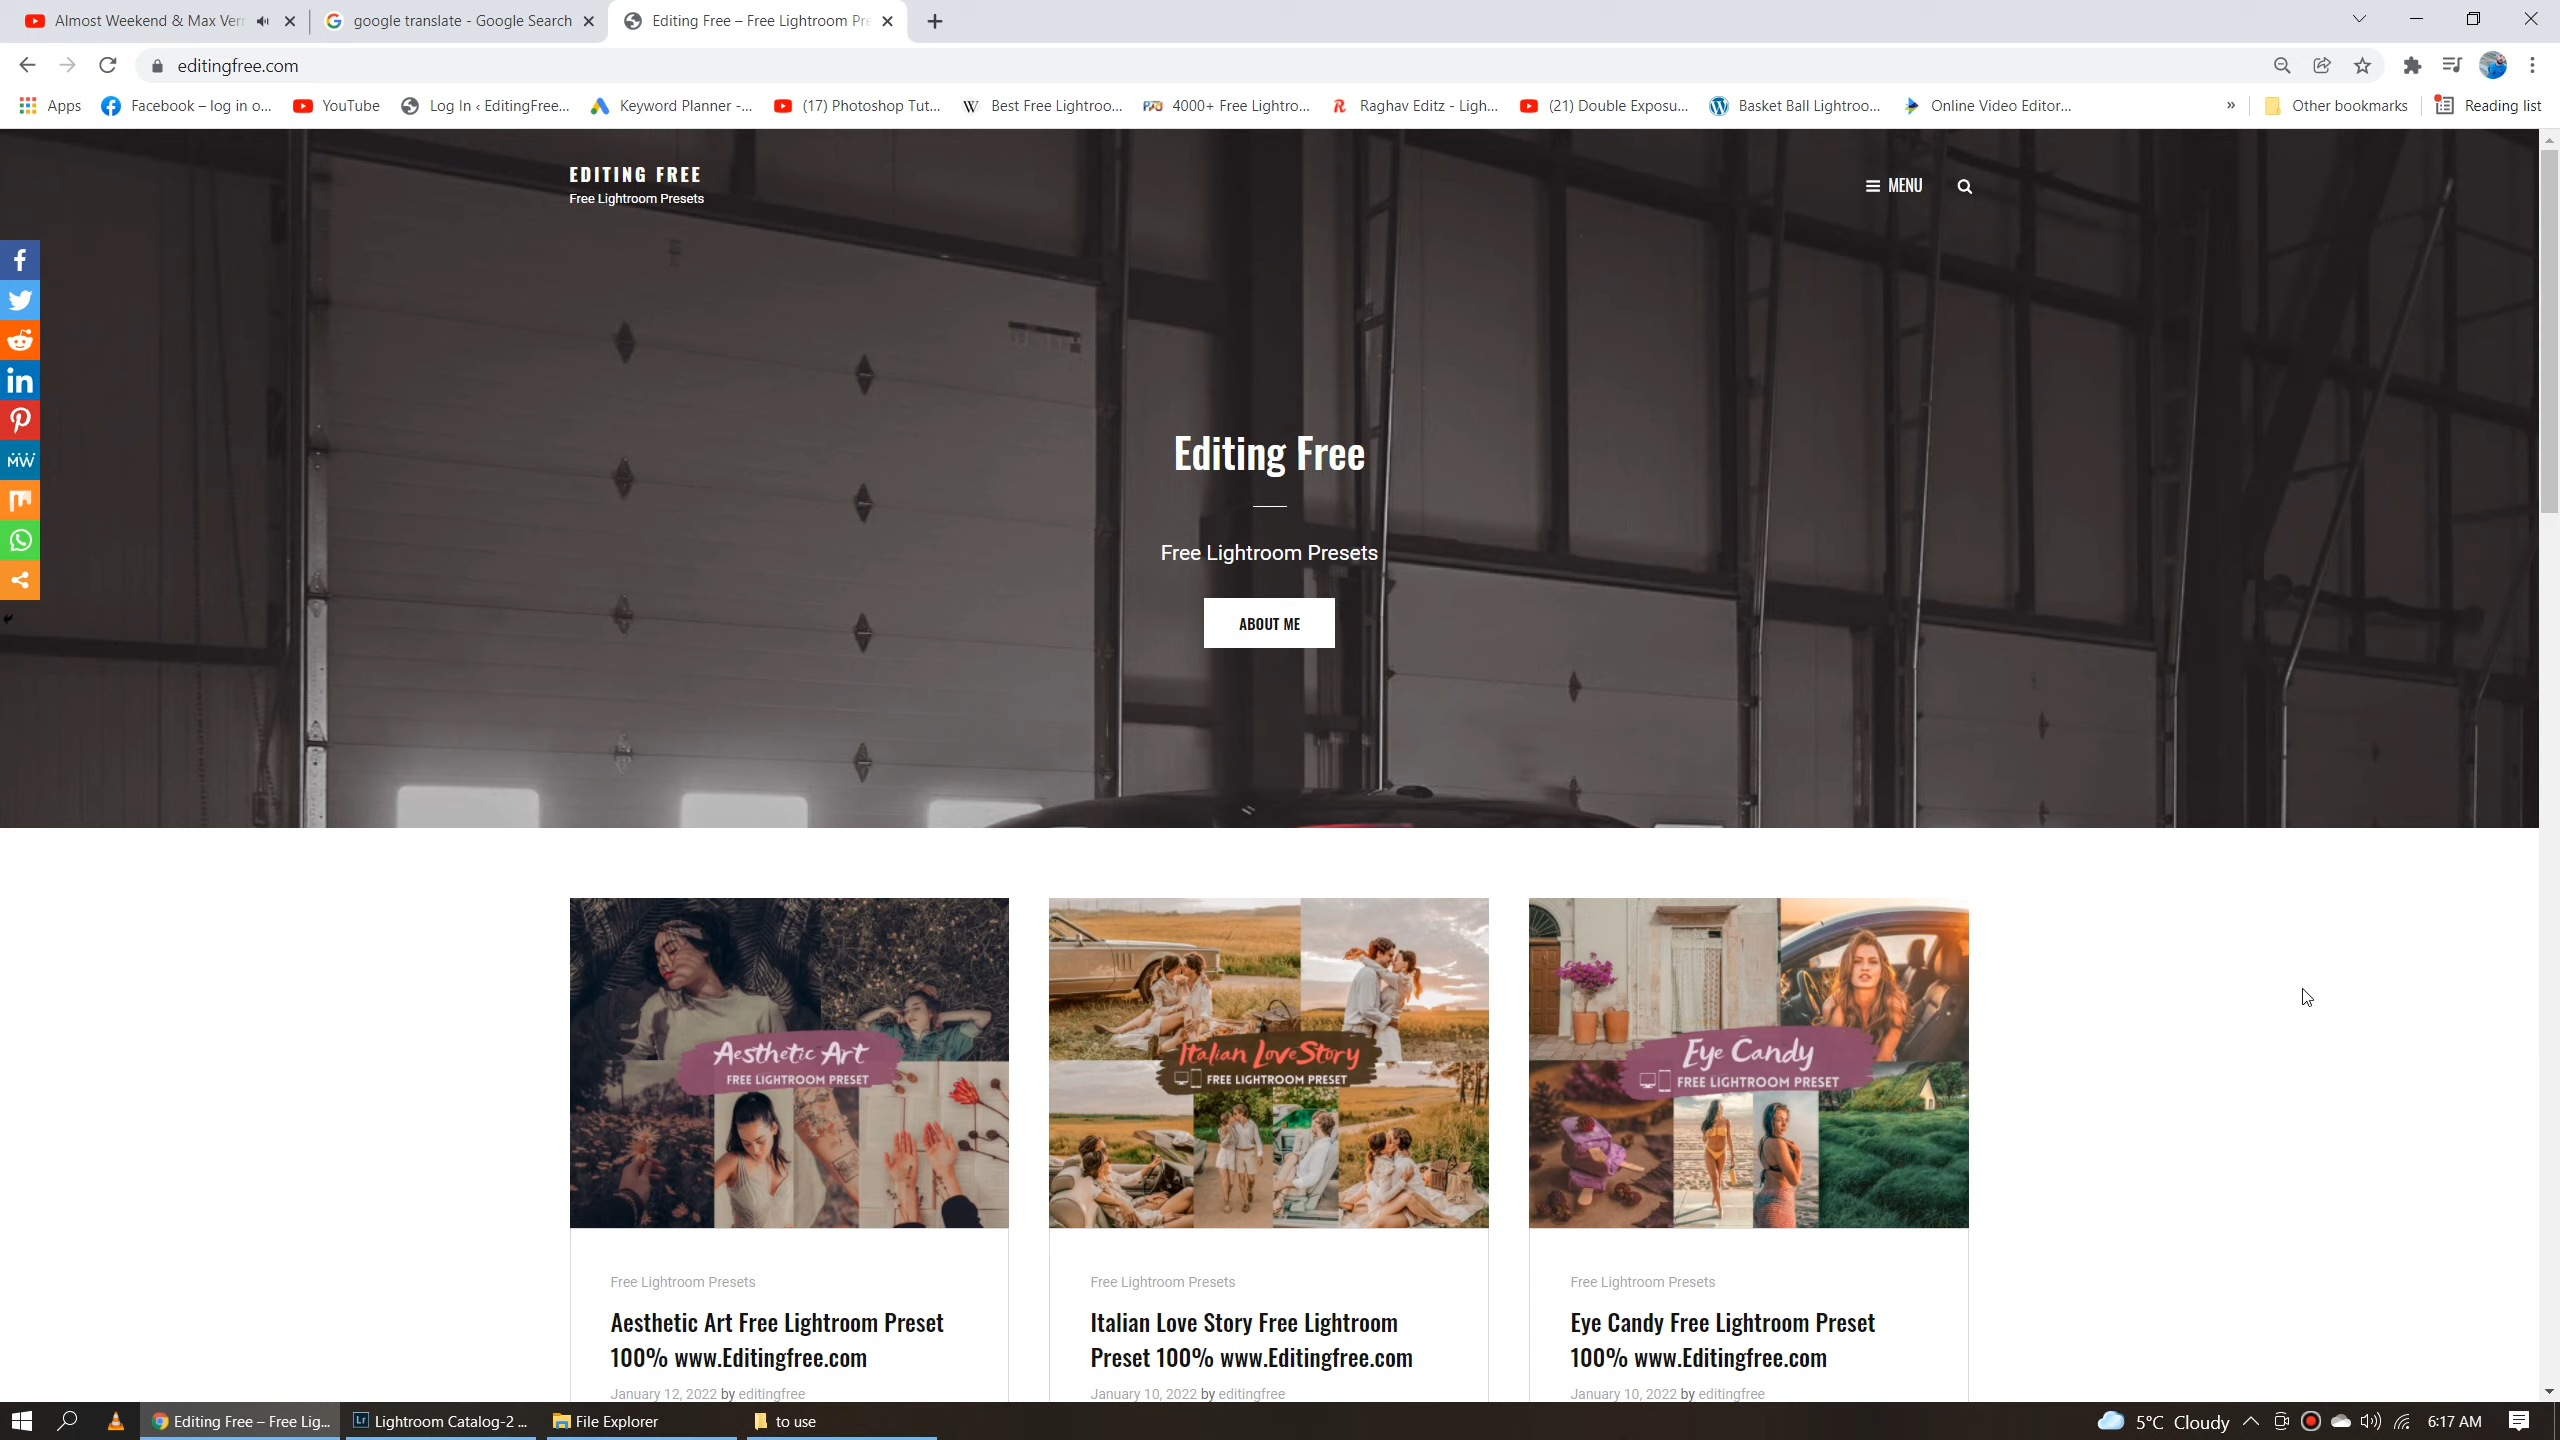 Almost Weekend & Max Ver
google translate - Google Search
Editing Free – Free Lightroom Pre
editingfree.com
Apps
Facebook – log in o...
YouTube
Log In ‹ EditingFree...
Keyword Planner -...
(17) Photoshop Tut...
Best Free Lightroo...
4000+ Free Lightro...
Raghav Editz - Ligh...
(21) Double Exposu...
Basket Ball Lightroo...
Online Video Editor...
»
Other bookmarks
Reading list
EDITING FREE
Free Lightroom Presets
MENU
MW
Editing Free
Free Lightroom Presets
ABOUT ME
Aesthetic Art
FREE LIGHTROOM PRESET
Italian Love Story
FREE LIGHTROOM PRESET
Eye Candy
FREE LIGHTROOM PRESET
Free Lightroom Presets
Aesthetic Art Free Lightroom Preset
100% www.Editingfree.com
January 12, 2022 by editingfree
Free Lightroom Presets
Italian Love Story Free Lightroom
Preset 100% www.Editingfree.com
January 10, 2022 by editingfree
Free Lightroom Presets
Eye Candy Free Lightroom Preset
100% www.Editingfree.com
January 10, 2022 by editingfree
Editing Free – Free Lig...
Lr
Lightroom Catalog-2 ...
File Explorer
to use
5°C Cloudy
6:17 AM